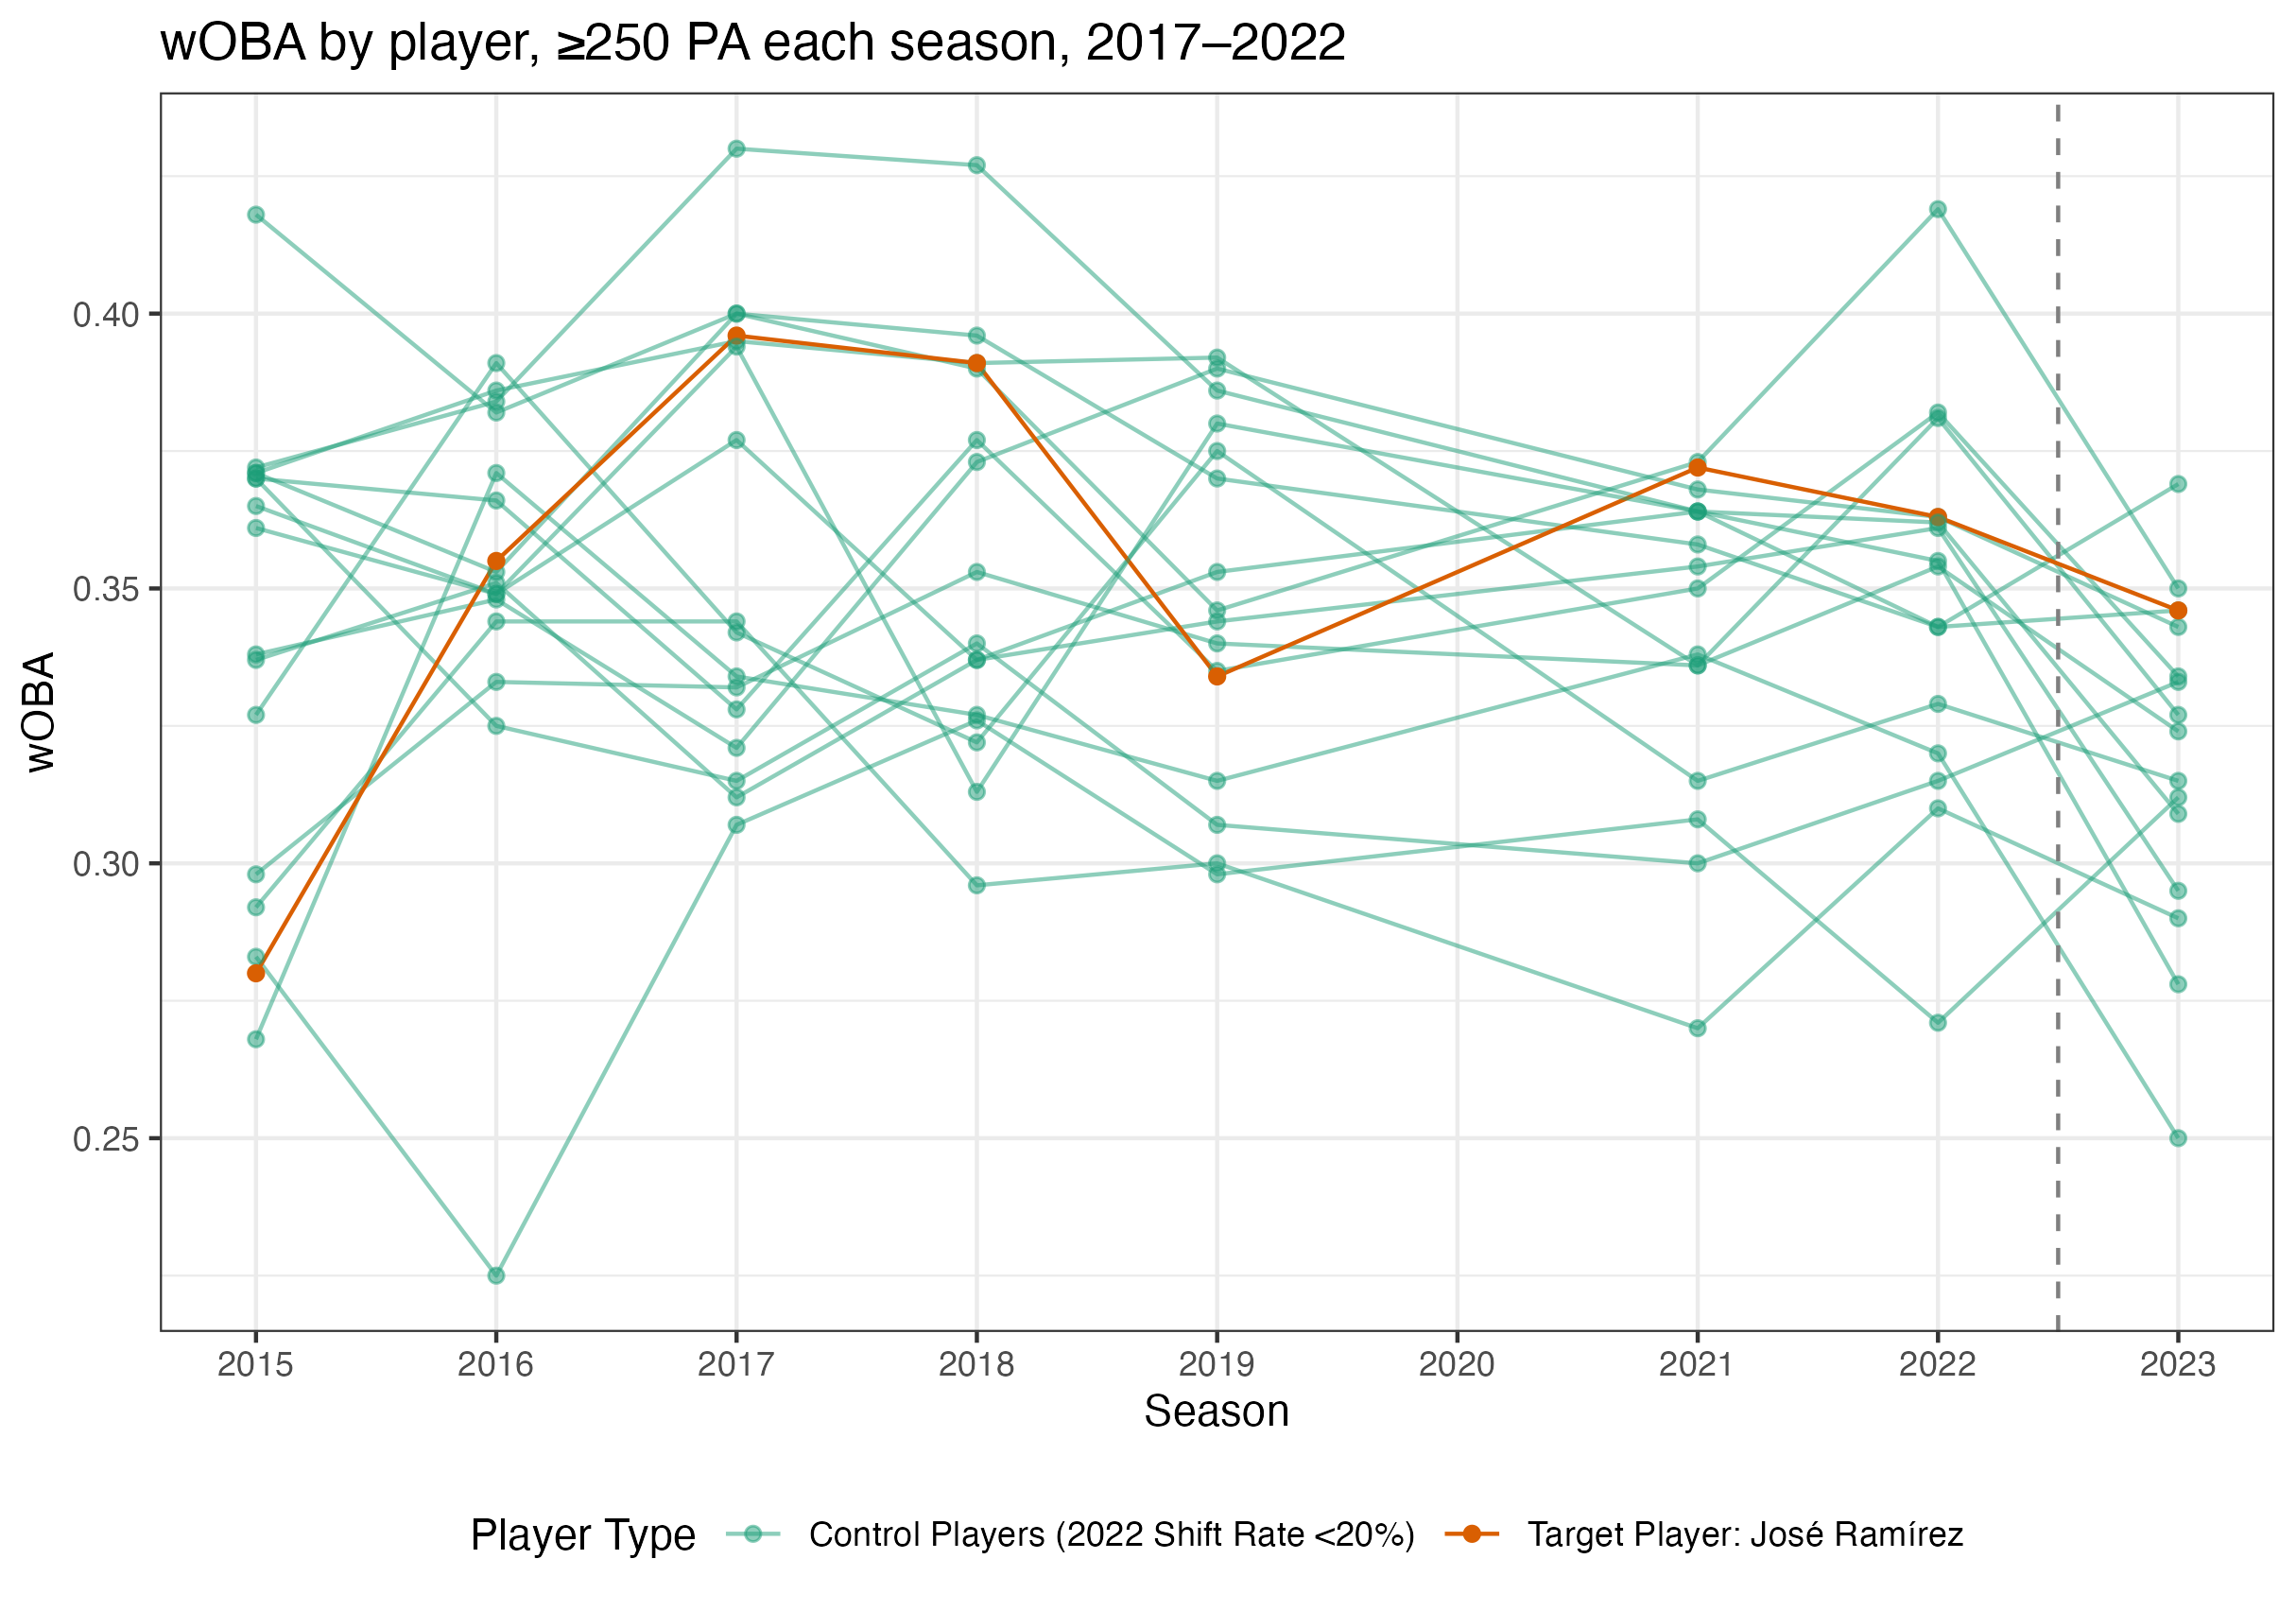 wOBA by player, ≥250 PA each season, 2017–2022
wOBA
0.40
0.35
0.30
0.25
2015 2016 2017 2018 2019 2020 2021 2022 2023
Season
Player Type Control Players (2022 Shift Rate <20%) Target Player: José Ramírez